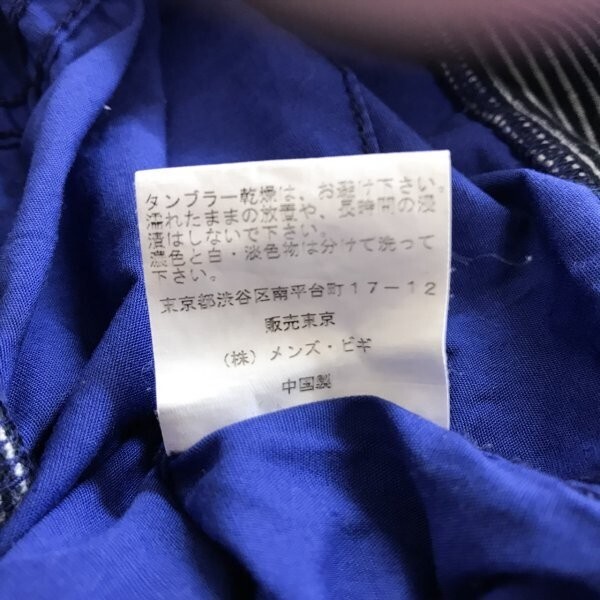 タンブラー乾燥は、お避け下さい。
濡れたままの放置や、長時間の浸
漬はしないで下さい。
濃色と白・淡色物は分けて洗って
下さい。
東京都渋谷区南平台町17-12
販売東京
(株)メンズ・ビギ
中国製